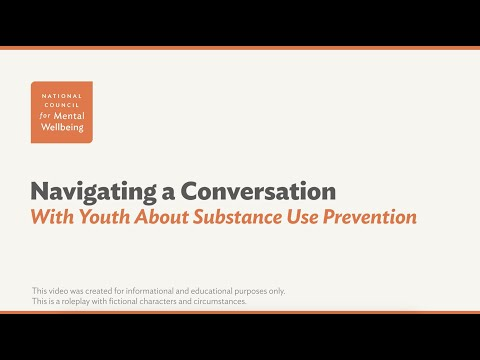 NATIONAL
COUNCIL
for Mental
Wellbeing
Navigating a Conversation
With Youth About Substance Use Prevention
This video was created for informational and educational purposes only.
This is a roleplay with fictional characters and circumstances.